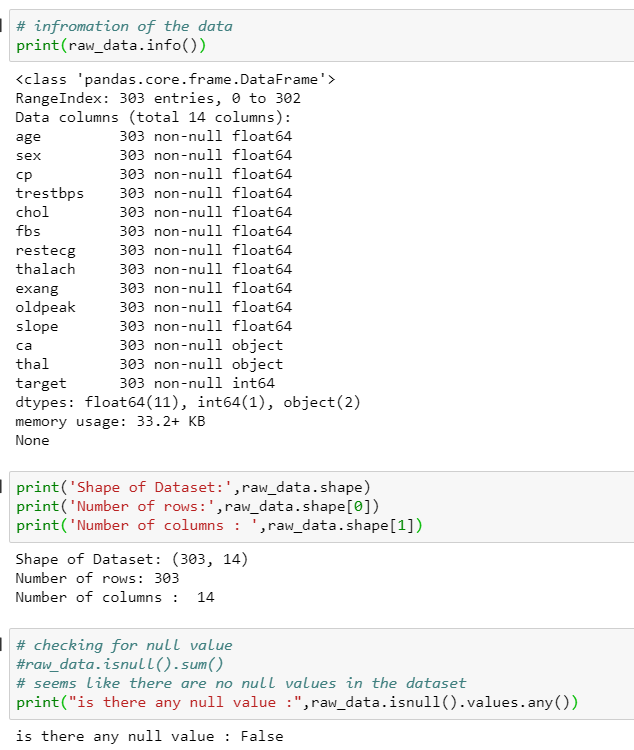 # infromation of the data
print(raw_data.info())
<class 'pandas.core.frame.DataFrame'>
RangeIndex: 303 entries, 0 to 302
Data columns (total 14 columns):
age         303 non-null float64
sex         303 non-null float64
cp          303 non-null float64
trestbps    303 non-null float64
chol        303 non-null float64
fbs         303 non-null float64
restecg     303 non-null float64
thalach     303 non-null float64
exang       303 non-null float64
oldpeak     303 non-null float64
slope       303 non-null float64
ca          303 non-null object
thal        303 non-null object
target      303 non-null int64
dtypes: float64(11), int64(1), object(2)
memory usage: 33.2+ KB
None
print('Shape of Dataset:',raw_data.shape)
print('Number of rows:',raw_data.shape[0])
print('Number of columns : ',raw_data.shape[1])
Shape of Dataset: (303, 14)
Number of rows: 303
Number of columns :  14
# checking for null value
#raw_data.isnull().sum()
# seems like there are no null values in the dataset
print("is there any null value :",raw_data.isnull().values.any())
is there any null value : False